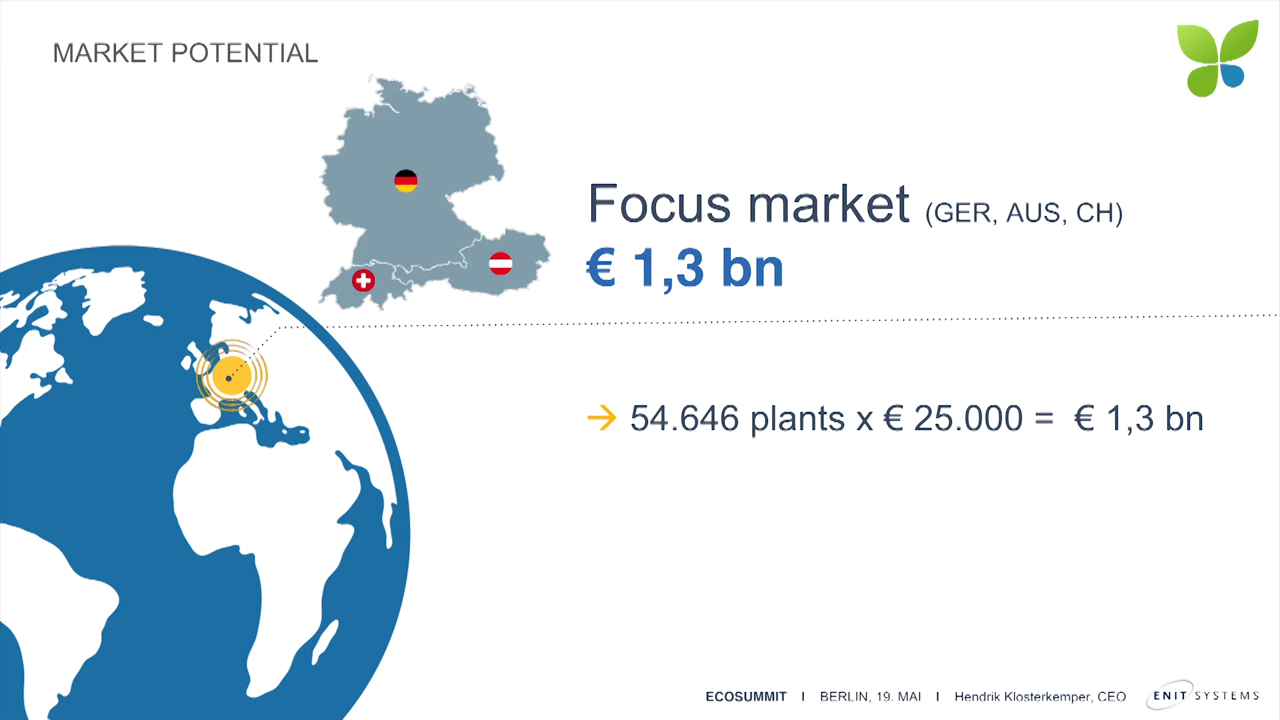 MARKET POTENTIAL
Focus market (GER, AUS, CH)
€ 1,3 bn
→ 54.646 plants x € 25.000 = € 1,3 bn
ECOSUMMIT I BERLIN, 19. MAI I Hendrik Klosterkemper, CEO
ENIT SYSTEMS